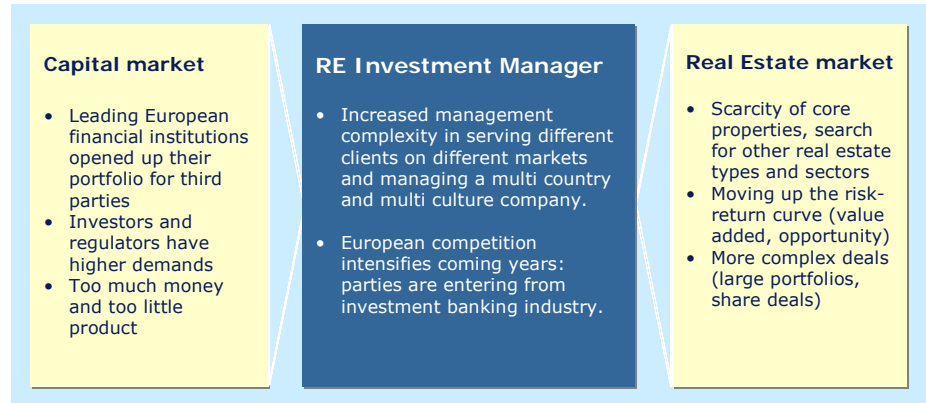 Capital market
• Leading European
financial institutions
opened up their
portfolio for third
parties
• Investors and
regulators have
higher demands
• Too much money
and too little
product
RE Investment Manager
• Increased management
complexity in serving different
clients on different markets
and managing a multi country
and multi culture company.
• European competition
intensifies coming years:
parties are entering from
investment banking industry.
Real Estate market
• Scarcity of core
properties, search
for other real estate
types and sectors
• Moving up the risk-
return curve (value
added, opportunity)
• More complex deals
(large portfolios,
share deals)